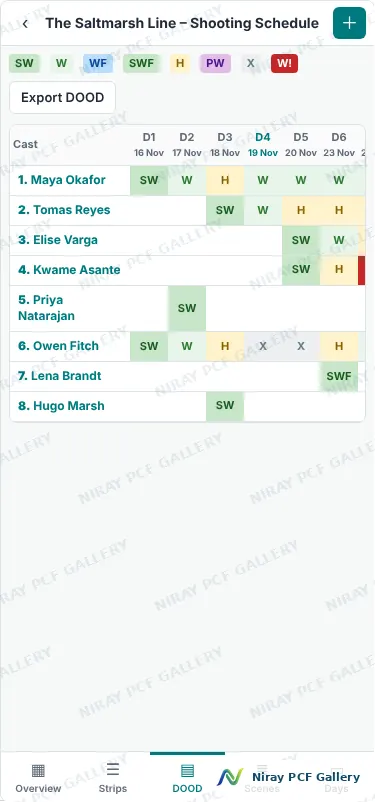 ‹ The Saltmarsh Line – Shooting Schedule +
SW W WF SWF H PW X W!
Export DOOD
Cast D1 D2 D3 D4 D5 D6
16 Nov 17 Nov 18 Nov 19 Nov 20 Nov 23 Nov 2
1. Maya Okafor SW W H W W W
2. Tomas Reyes SW W H H
3. Elise Varga SW W
4. Kwame Asante SW H
5. Priya
Natarajan SW
6. Owen Fitch SW W H X X H
7. Lena Brandt SWF
8. Hugo Marsh SW
NIRAY PCF GALLERY
Overview Strips DOOD Scenes Days
Niray PCF Gallery